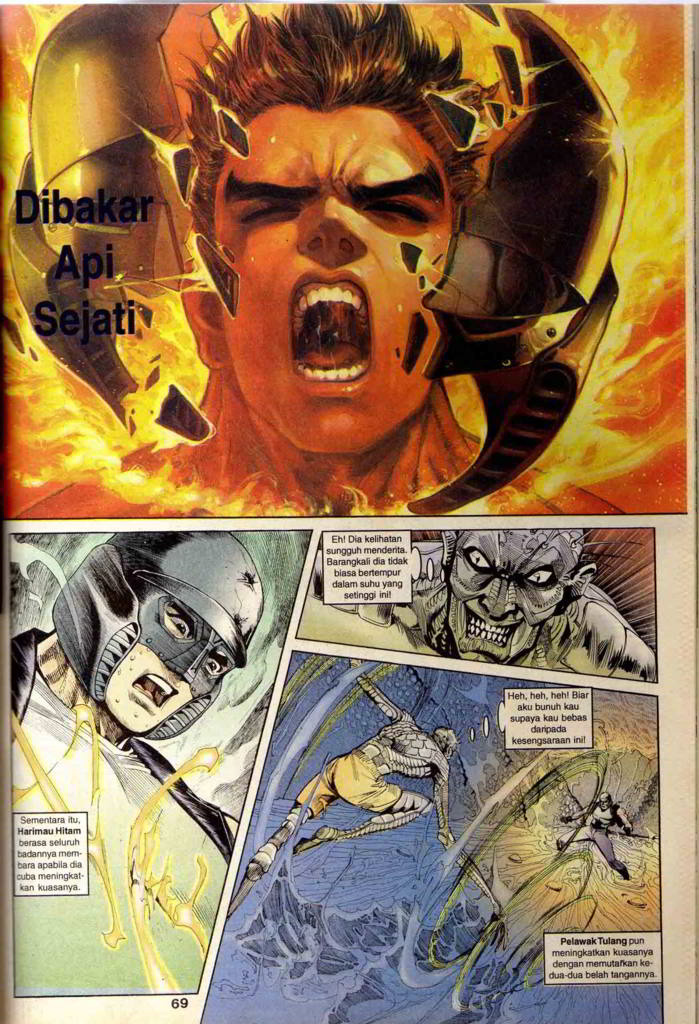 Dibakar
Api
Sejati
Eh! Dia kelihatan
sungguh menderita.
Barangkali dia tidak
biasa bertempur
dalam suhu yang
setinggi ini!
Heh, heh, heh! Biar
aku bunuh kau
supaya kau bebas
daripada
kesengsaraan ini!
Sementara itu,
Harimau Hitam
berasa seluruh
badannya mem-
bara apabila dia
cuba meningkat-
kan kuasanya.
Pelawak Tulang pun
meningkatkan kuasanya
dengan memutarkan ke-
dua-dua belah tangannya.
69